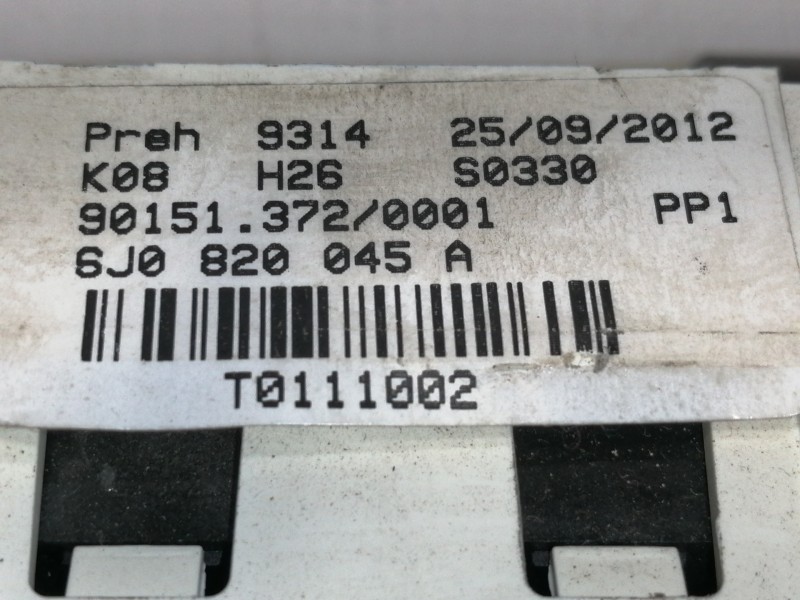 Preh 9314 25/09/2012
K08 H26 S0330
90151.372/0001 PP1
6J0 820 045 A
T0111002